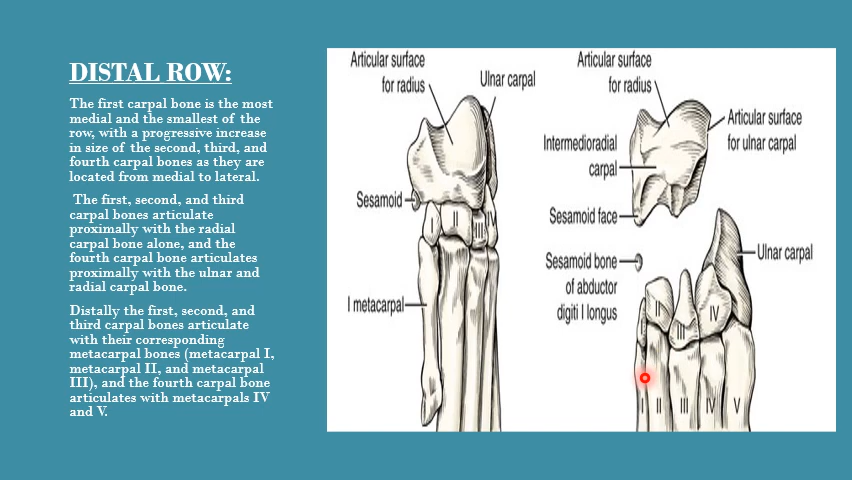 DISTAL ROW:
The first carpal bone is the most
medial and the smallest of the
row, with a progressive increase
in size of the second, third, and
fourth carpal bones as they are
located from medial to lateral.
The first, second, and third
carpal bones articulate
proximally with the radial
carpal bone alone, and the
fourth carpal bone articulates
proximally with the ulnar and
radial carpal bone.
Distally the first, second, and
third carpal bones articulate
with their corresponding
metacarpal bones (metacarpal I,
metacarpal II, and metacarpal
III), and the fourth carpal bone
articulates with metacarpals IV
and V.
Articular surface
for radius
Ulnar carpal
Sesamoid
I II III IV
I metacarpal
Articular surface
for radius
Articular surface
for ulnar carpal
Intermedioradial
carpal
Sesamoid face
Ulnar carpal
Sesamoid bone
of abductor
digiti I longus
I II III IV
I II III IV V